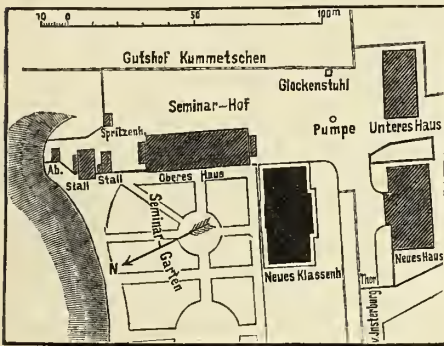 10 0 50 100 m
Gutshof Kummetschen
Glockenstuhl
Seminar-Hof
Spritzenh.
Pumpe
Unteres Haus
Ab.
Stall
Stall
Oberes Haus
Seminar-Garten
N
Neues Klassenh.
Neues Haus
Thor
v. Insterburg